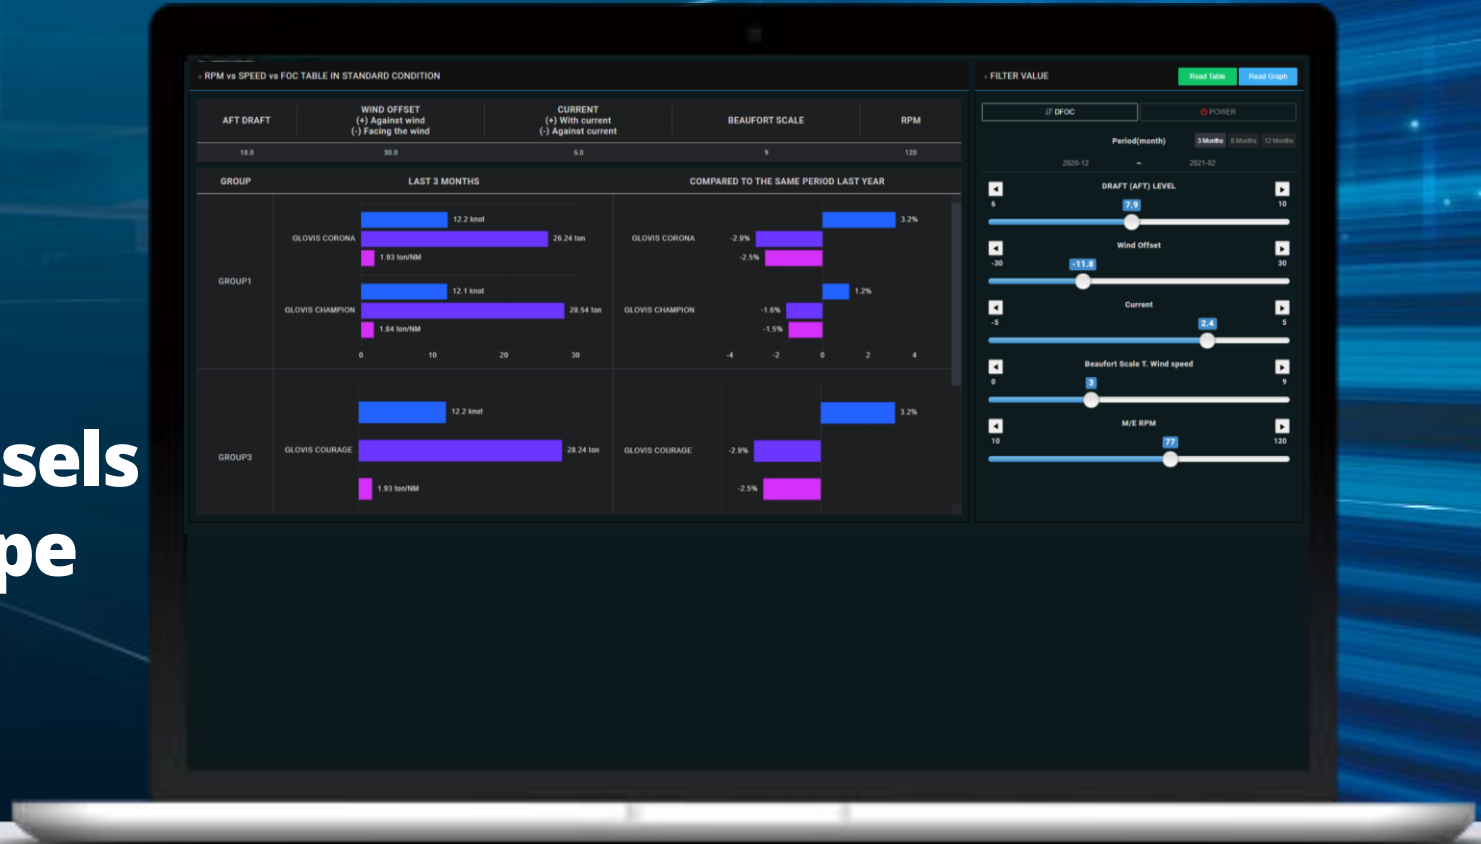 sels
pe
RPM vs SPEED vs FOC TABLE IN STANDARD CONDITION
AFT DRAFT
WIND OFFSET
(+) Against wind
(-) Facing the wind
CURRENT
(+) With current
(-) Against current
BEAUFORT SCALE
RPM
10.0 30.0 5.0 9 120
GROUP LAST 3 MONTHS COMPARED TO THE SAME PERIOD LAST YEAR
GROUP1
GLOVIS CORONA
12.2 knot
26.24 ton
1.93 ton/NM
GLOVIS CHAMPION
12.1 knot
28.54 ton
1.84 ton/NM
0 10 20 30
GLOVIS CORONA
3.2%
-2.9%
-2.5%
GLOVIS CHAMPION
1.2%
-1.6%
-1.5%
-4 -2 0 2 4
GROUP3
GLOVIS COURAGE
12.2 knot
28.24 ton
1.93 ton/NM
GLOVIS COURAGE
3.2%
-2.9%
-2.5%
FILTER VALUE
Read Table
Read Graph
DFOC
POWER
Period(month) 3 Months 6 Months 12 Months
2020-12 – 2021-02
DRAFT (AFT) LEVEL
6 7.9 10
Wind Offset
-30 -11.8 30
Current
-5 2.4 5
Beaufort Scale T. Wind speed
0 3 9
M/E RPM
10 77 120